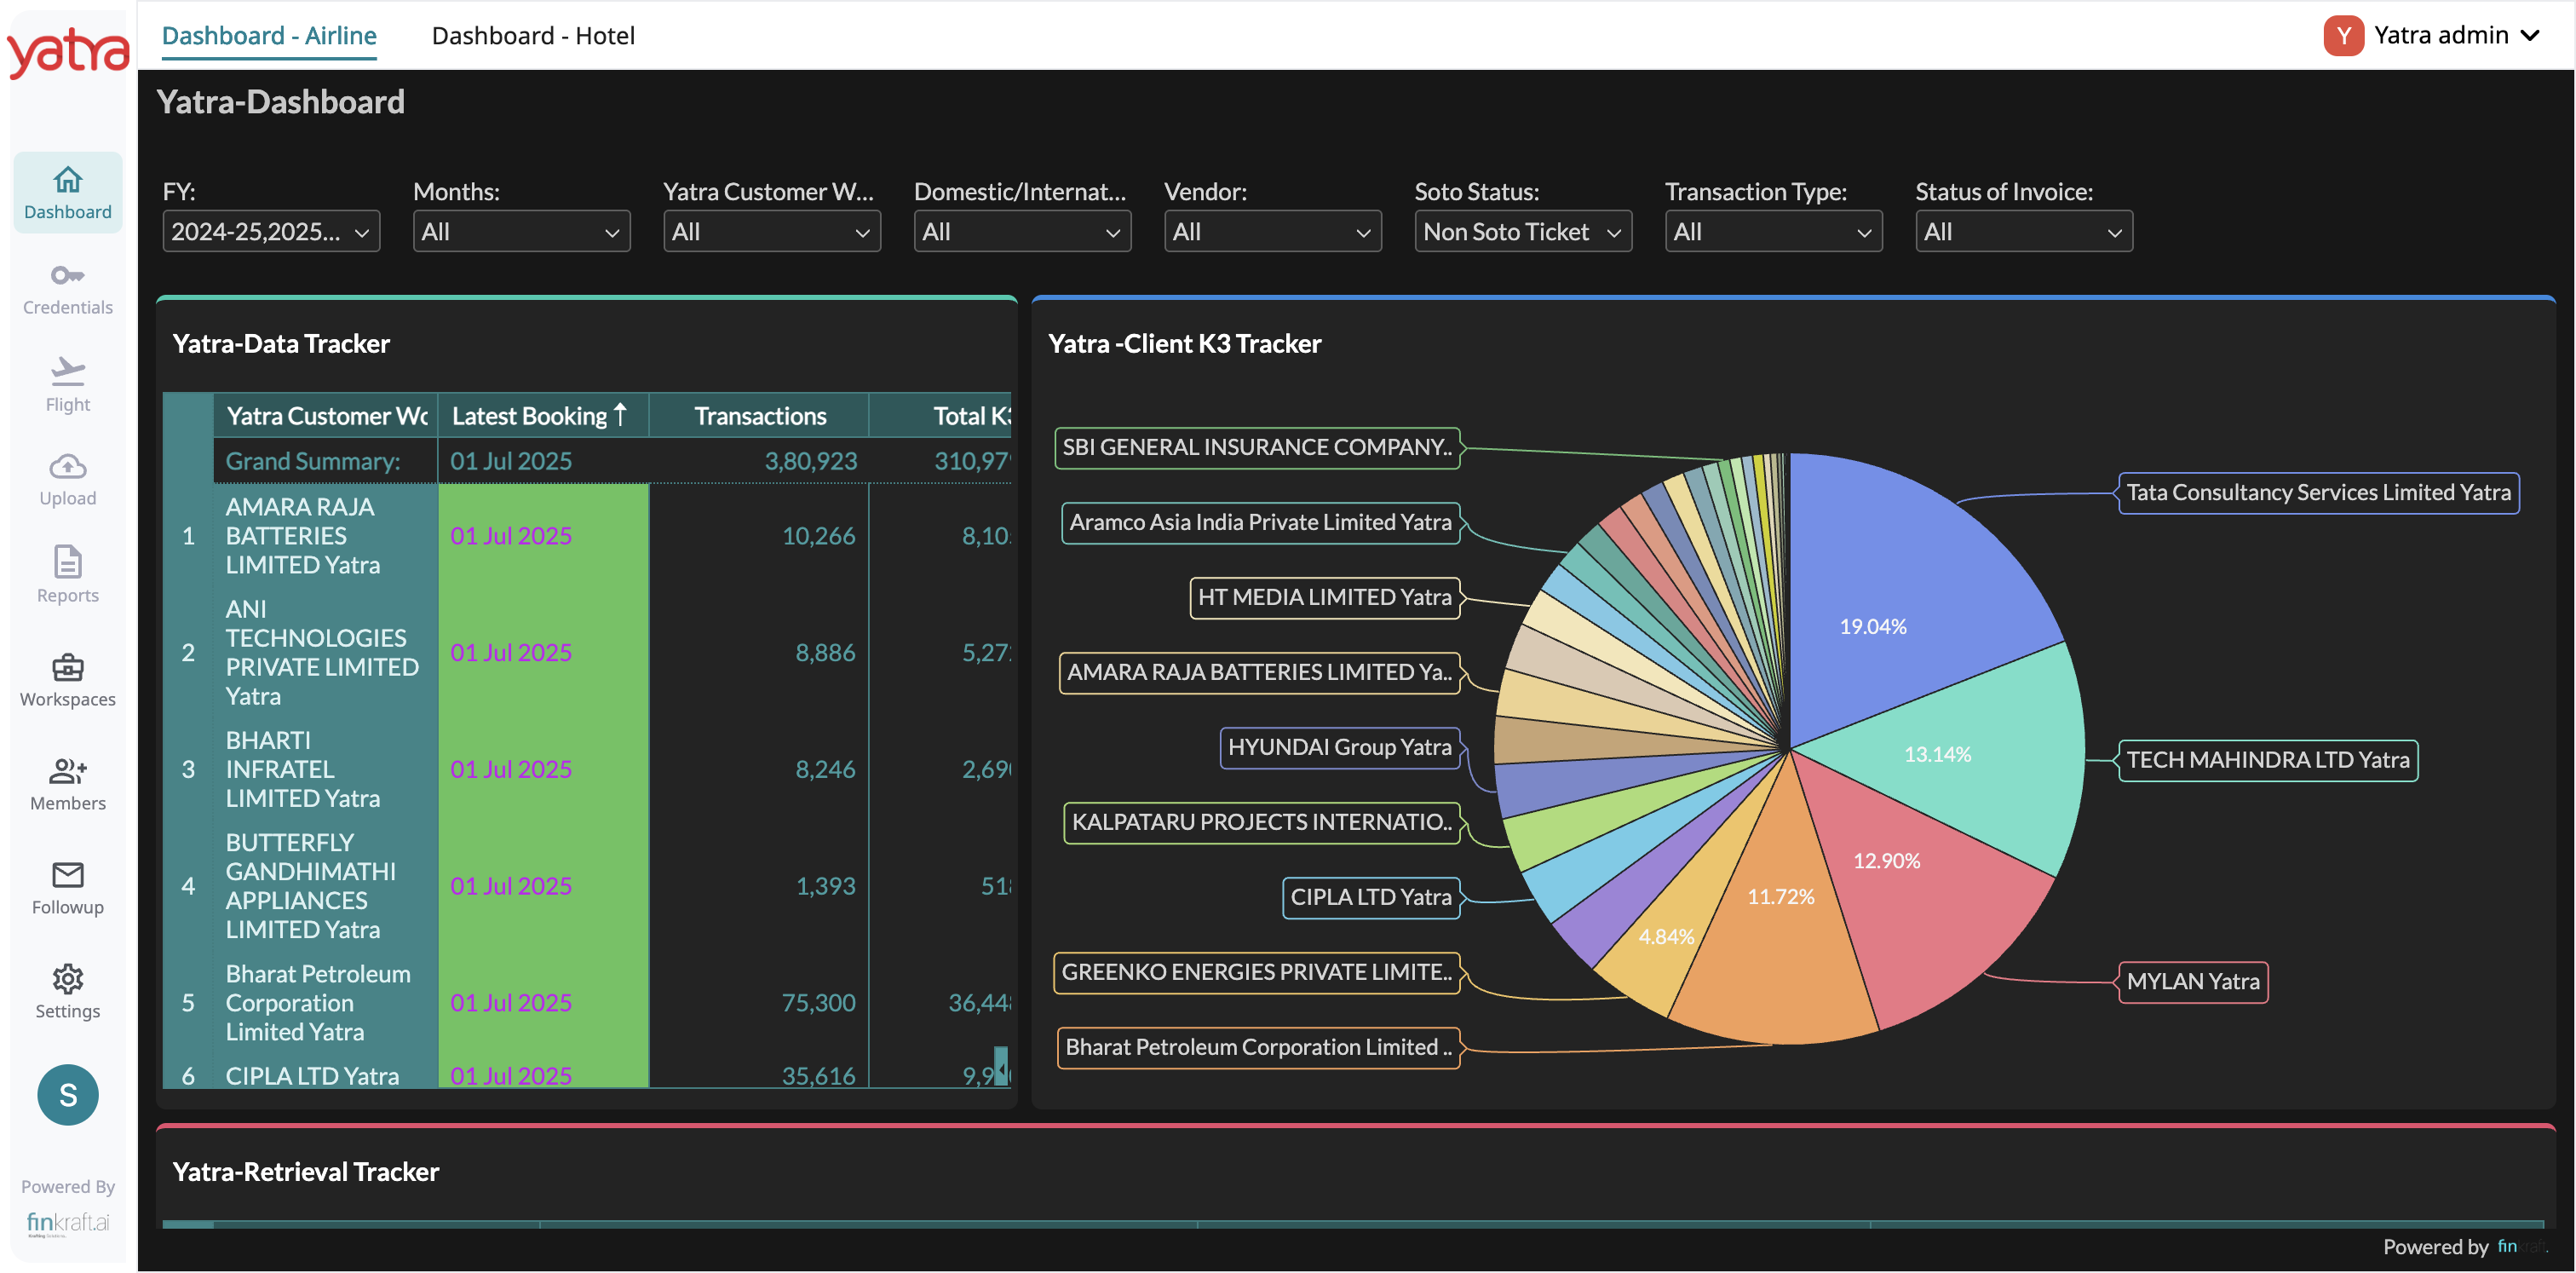 yatra
Dashboard - Airline
Dashboard - Hotel
Y
Yatra admin
Yatra-Dashboard
Dashboard
Credentials
Flight
Upload
Reports
Workspaces
Members
Followup
Settings
S
Powered By
finkraft.ai
FY:
2024-25,2025...
Months:
All
Yatra Customer W...
All
Domestic/Internat...
All
Vendor:
All
Soto Status:
Non Soto Ticket
Transaction Type:
All
Status of Invoice:
All
Yatra-Data Tracker
Yatra Customer Wo
Latest Booking
Transactions
Total K3
Grand Summary:
01 Jul 2025
3,80,923
310,97
1
AMARA RAJA
BATTERIES
LIMITED Yatra
01 Jul 2025
10,266
8,10
2
ANI
TECHNOLOGIES
PRIVATE LIMITED
Yatra
01 Jul 2025
8,886
5,27
3
BHARTI
INFRATEL
LIMITED Yatra
01 Jul 2025
8,246
2,69
4
BUTTERFLY
GANDHIMATHI
APPLIANCES
LIMITED Yatra
01 Jul 2025
1,393
51
5
Bharat Petroleum
Corporation
Limited Yatra
01 Jul 2025
75,300
36,44
6
CIPLA LTD Yatra
01 Jul 2025
35,616
9,9
Yatra -Client K3 Tracker
SBI GENERAL INSURANCE COMPANY..
Aramco Asia India Private Limited Yatra
HT MEDIA LIMITED Yatra
AMARA RAJA BATTERIES LIMITED Ya..
HYUNDAI Group Yatra
KALPATARU PROJECTS INTERNATIO..
CIPLA LTD Yatra
GREENKO ENERGIES PRIVATE LIMITE..
Bharat Petroleum Corporation Limited ..
Tata Consultancy Services Limited Yatra
TECH MAHINDRA LTD Yatra
MYLAN Yatra
19.04%
13.14%
12.90%
11.72%
4.84%
Yatra-Retrieval Tracker
Powered by finkraft.